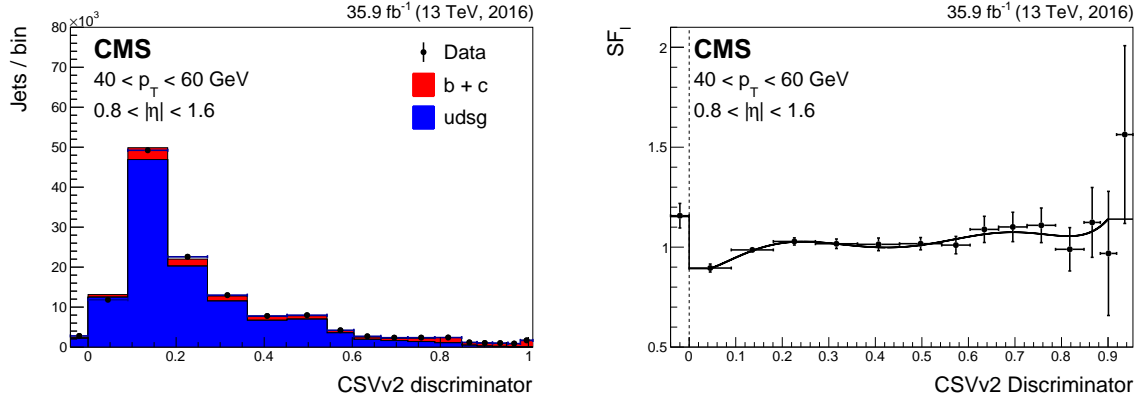 35.9 fb⁻¹ (13 TeV, 2016)
×10³
80
70
60
50
40
30
20
10
0
Jets / bin
CMS
40 < p_T < 60 GeV
0.8 < |η| < 1.6
Data
b + c
udsg
0 0.2 0.4 0.6 0.8 1
CSVv2 discriminator
35.9 fb⁻¹ (13 TeV, 2016)
SF_l
2
1.5
1
0.5
CMS
40 < p_T < 60 GeV
0.8 < |η| < 1.6
0 0.1 0.2 0.3 0.4 0.5 0.6 0.7 0.8 0.9
CSVv2 Discriminator